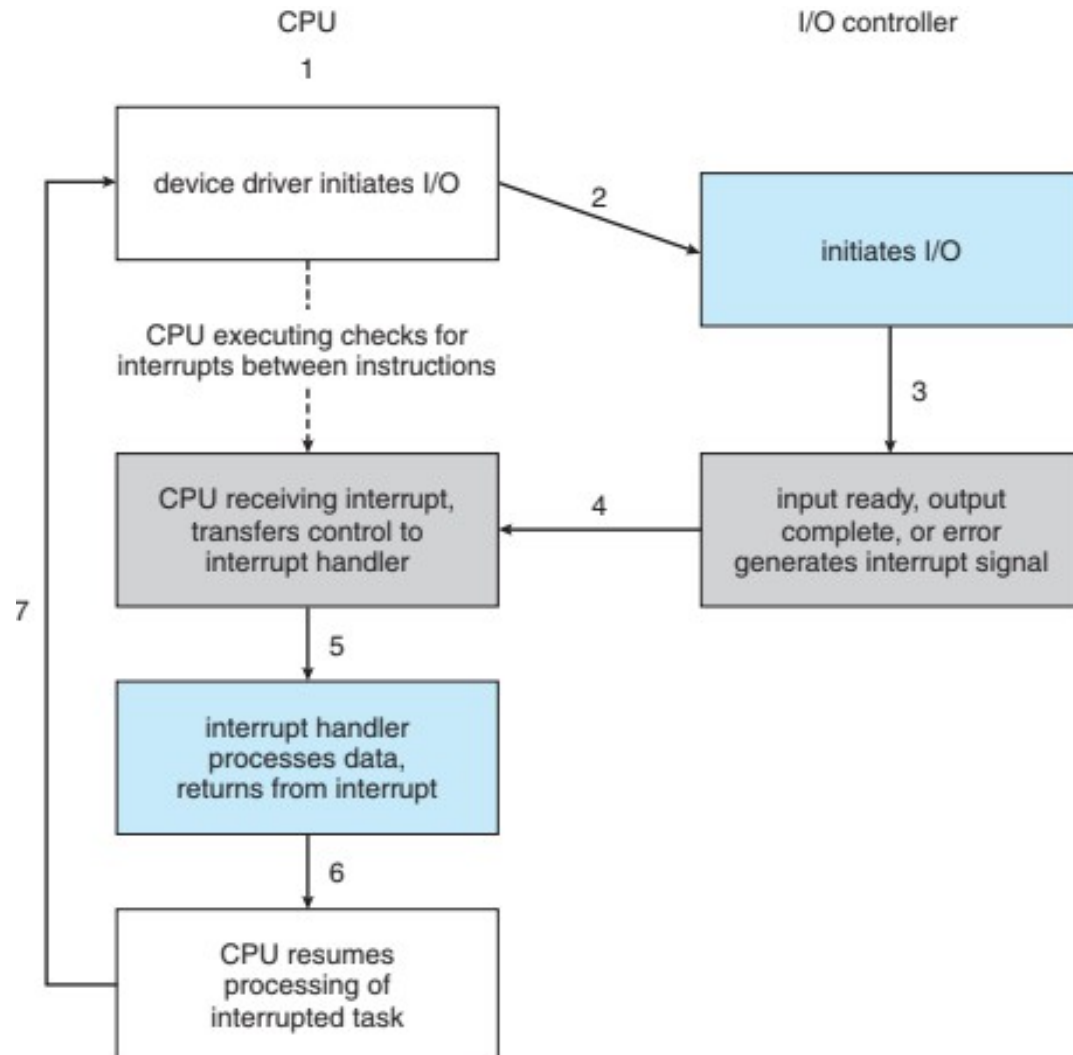 CPU
I/O controller
1
device driver initiates I/O
2
initiates I/O
CPU executing checks for
interrupts between instructions
3
CPU receiving interrupt,
transfers control to
interrupt handler
4
input ready, output
complete, or error
generates interrupt signal
7
5
interrupt handler
processes data,
returns from interrupt
6
CPU resumes
processing of
interrupted task